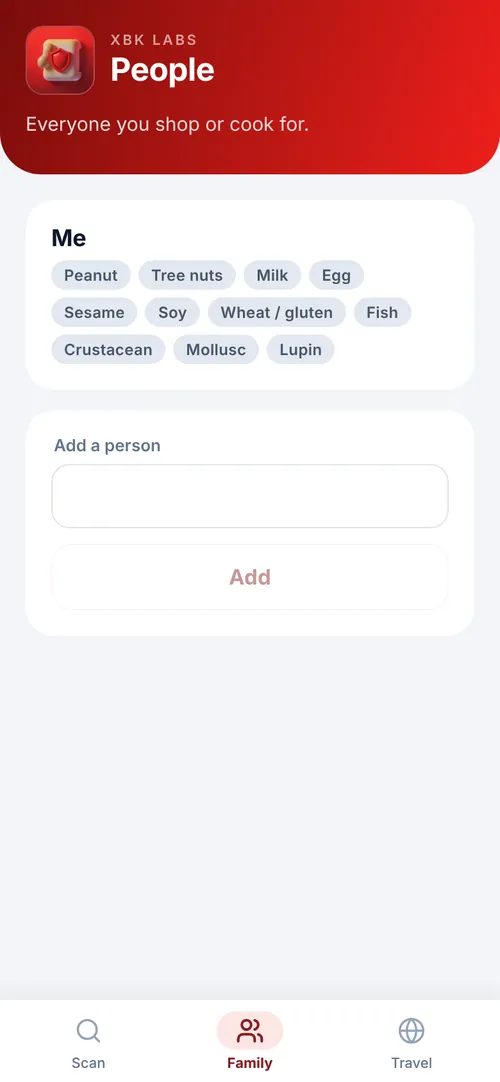 XBK LABS
People
Everyone you shop or cook for.
Me
Peanut Tree nuts Milk Egg
Sesame Soy Wheat / gluten Fish
Crustacean Mollusc Lupin
Add a person
Add
Scan Family Travel